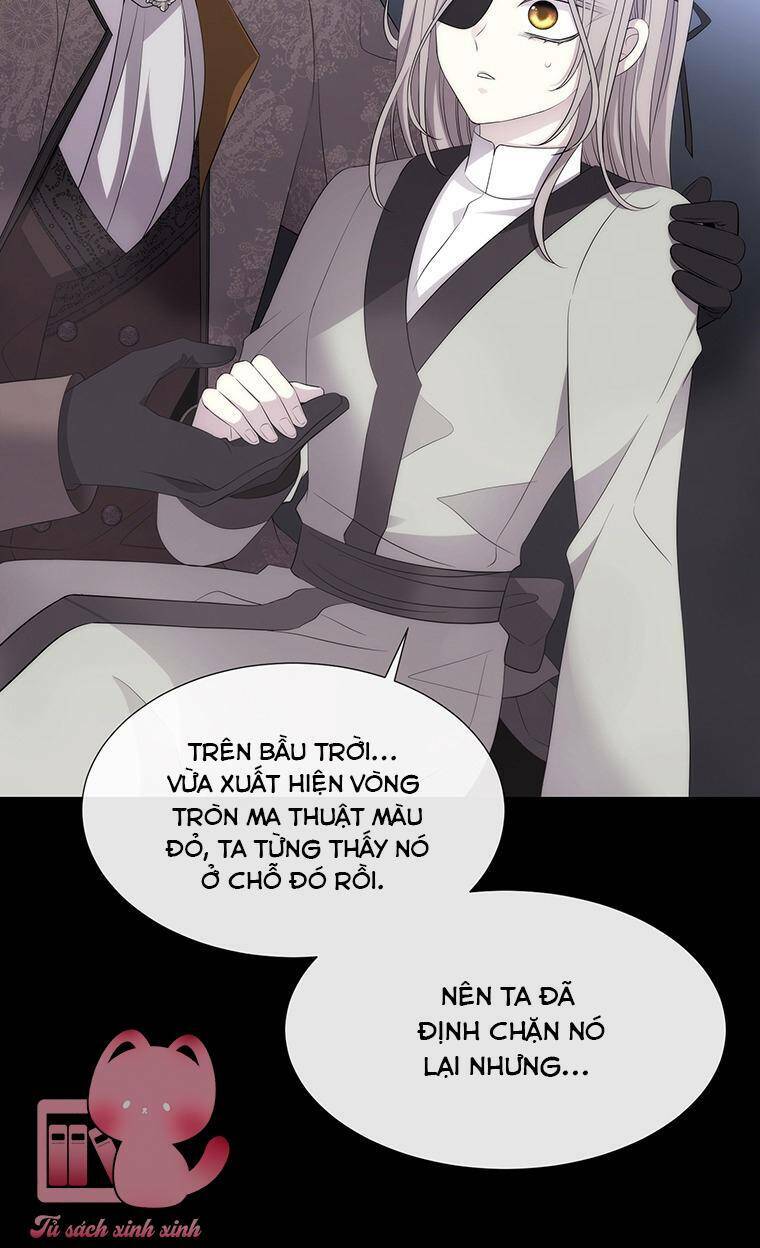 TRÊN BẦU TRỜI...
VỪA XUẤT HIỆN VÒNG
TRÒN MA THUẬT MÀU
ĐỎ, TA TỪNG THẤY NÓ
Ở CHỖ ĐÓ RỒI.
NÊN TA ĐÃ
ĐỊNH CHẶN NÓ
LẠI NHƯNG...
Tủ sách xinh xinh